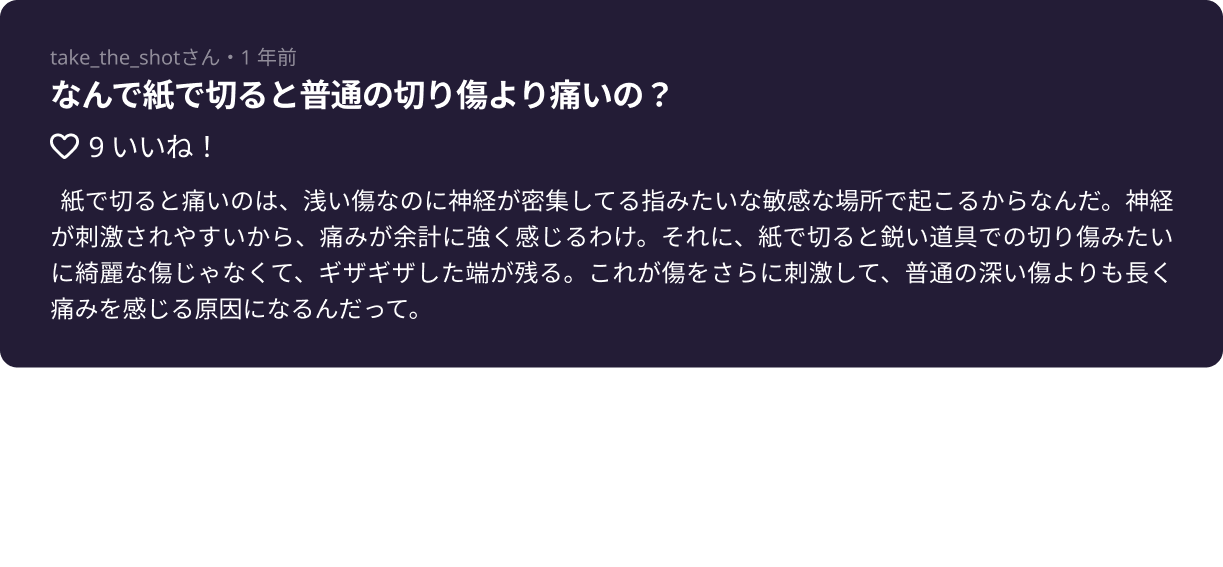 take_the_shotさん・1 年前
なんで紙で切ると普通の切り傷より痛いの？
9 いいね！
紙で切ると痛いのは、浅い傷なのに神経が密集してる指みたいな敏感な場所で起こるからなんだ。神経
が刺激されやすいから、痛みが余計に強く感じるわけ。それに、紙で切ると鋭い道具での切り傷みたい
に綺麗な傷じゃなくて、ギザギザした端が残る。これが傷をさらに刺激して、普通の深い傷よりも長く
痛みを感じる原因になるんだって。